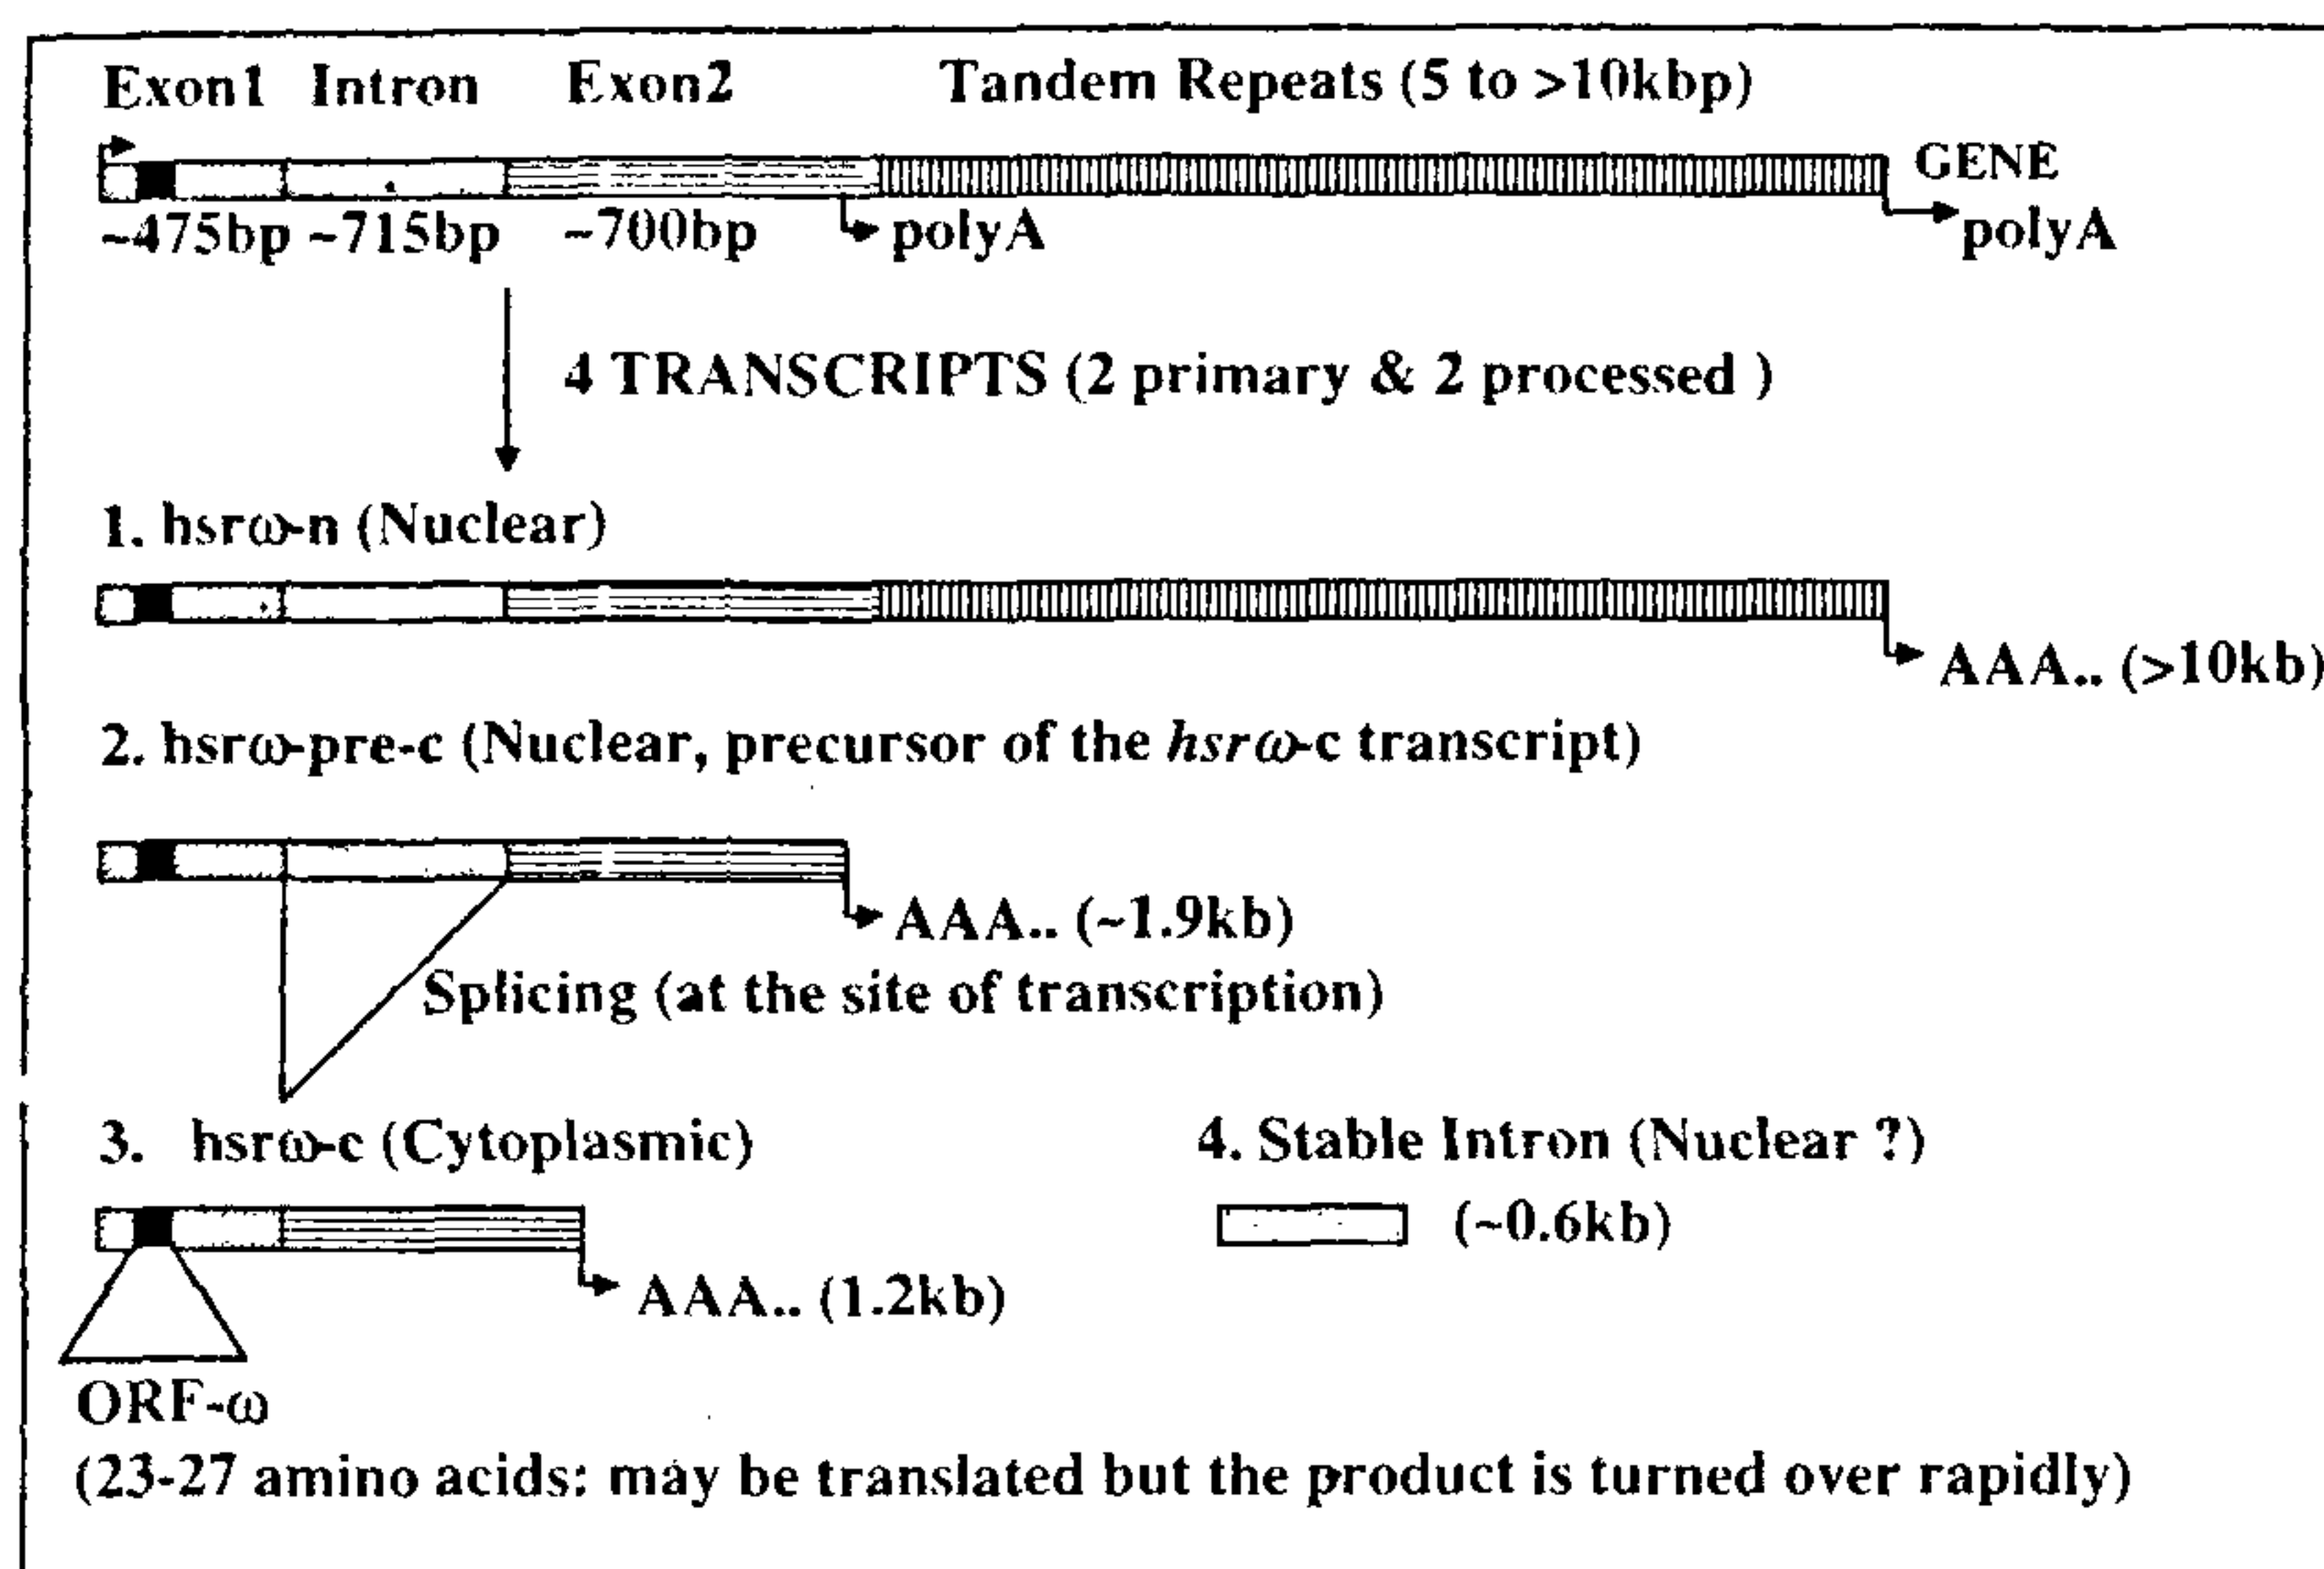 Exon1 Intron Exon2 Tandem Repeats (5 to >10kbp)
GENE
~475bp ~715bp ~700bp polyA polyA
4 TRANSCRIPTS (2 primary & 2 processed )
1. hsrω-n (Nuclear)
AAA.. (>10kb)
2. hsrω-pre-c (Nuclear, precursor of the hsrω-c transcript)
AAA.. (~1.9kb)
Splicing (at the site of transcription)
3. hsrω-c (Cytoplasmic) 4. Stable Intron (Nuclear ?)
(~0.6kb)
AAA.. (1.2kb)
ORF-ω
(23-27 amino acids: may be translated but the product is turned over rapidly)